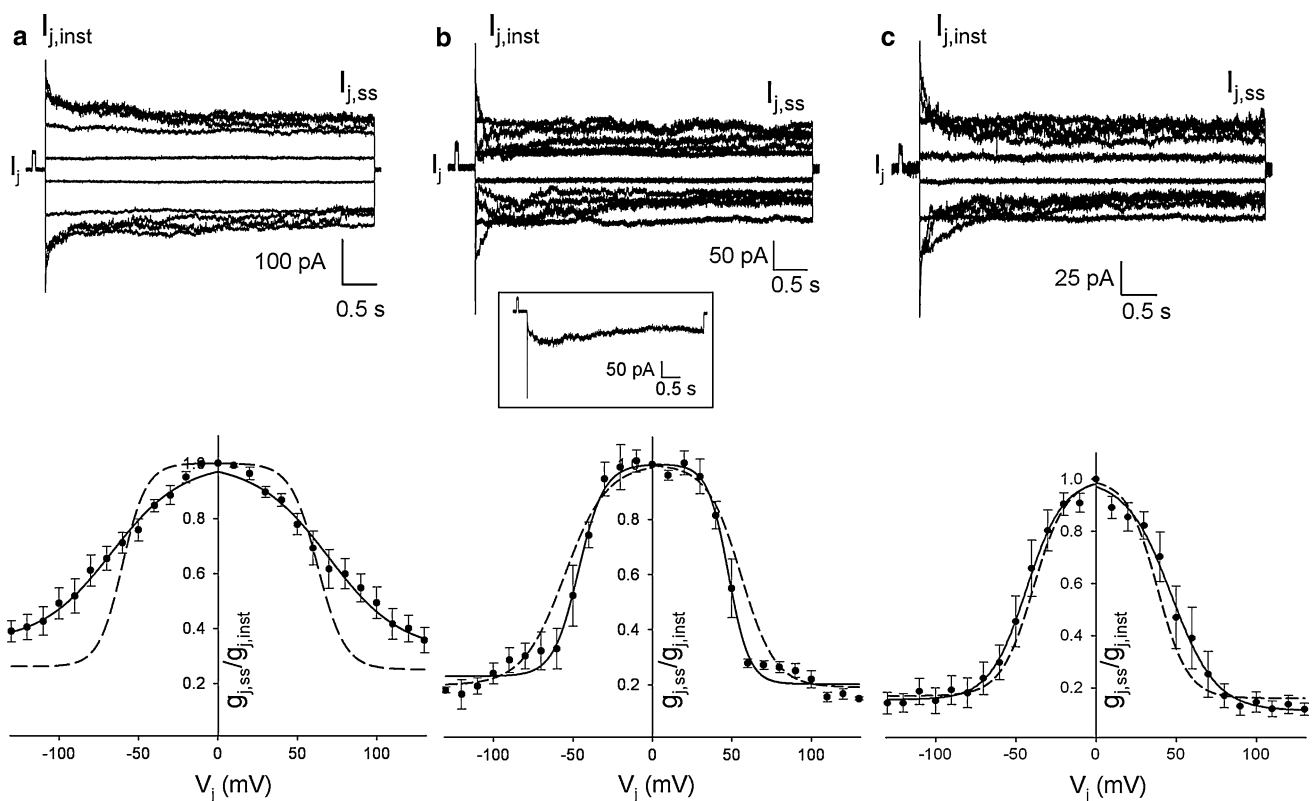 a
I j,inst
I j,ss
I j
100 pA
0.5 s
b
I j,inst
I j,ss
I j
50 pA
0.5 s
50 pA
0.5 s
c
I j,inst
I j,ss
I j
25 pA
0.5 s
1.0
0.8
0.6
0.4
0.2
g j,ss/g j,inst
-100
-50
0
50
100
V j (mV)
0.8
0.6
0.4
0.2
g j,ss/g j,inst
-100
-50
0
50
100
V j (mV)
1.0
0.8
0.6
0.4
0.2
g j,ss/g j,inst
-100
-50
0
50
100
V j (mV)